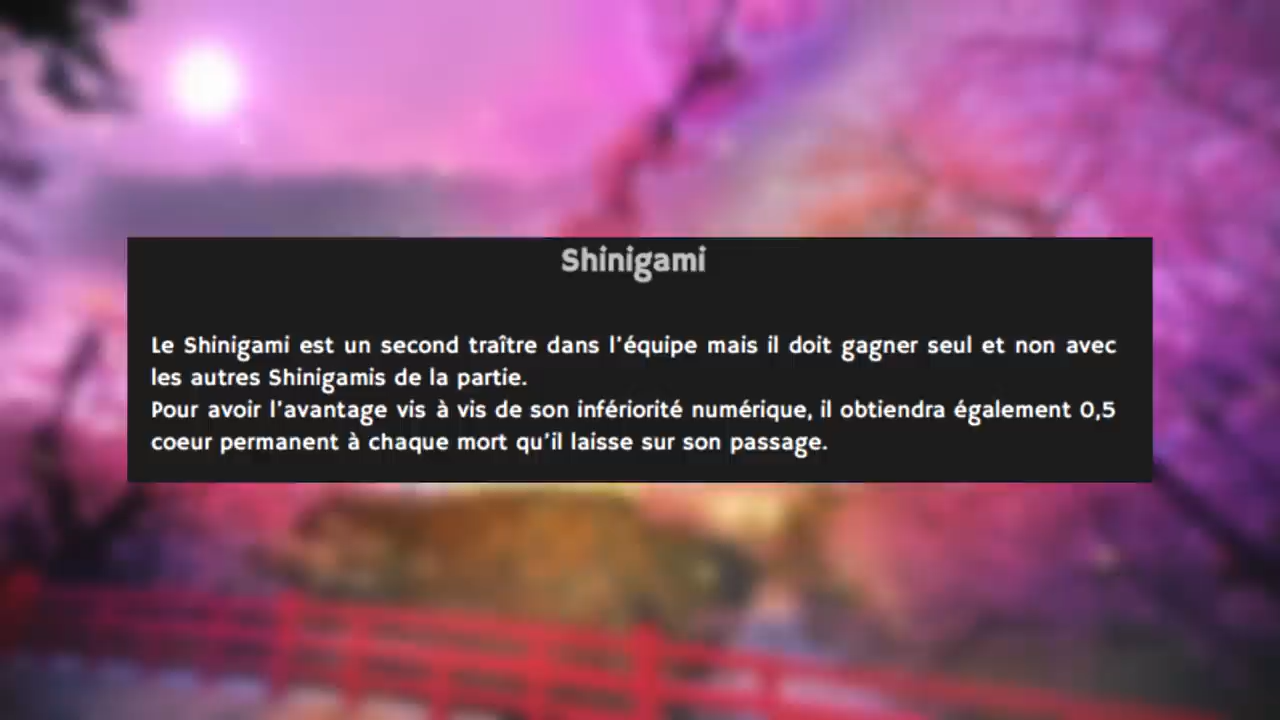 Shinigami
Le Shinigami est un second traître dans l'équipe mais il doit gagner seul et non avec
les autres Shinigamis de la partie.
Pour avoir l'avantage vis à vis de son infériorité numérique, il obtiendra également 0,5
coeur permanent à chaque mort qu'il laisse sur son passage.